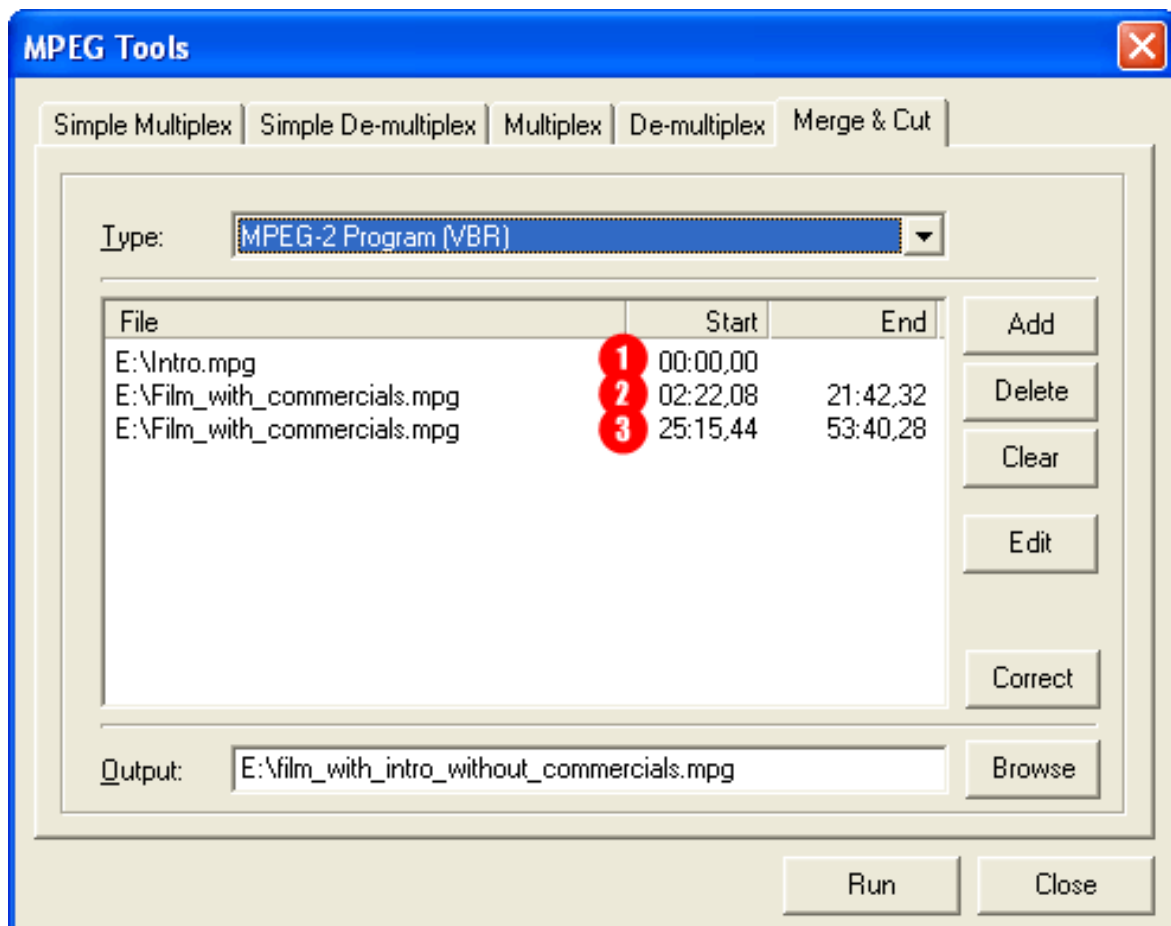 MPEG Tools
Simple Multiplex Simple De-multiplex Multiplex De-multiplex Merge & Cut
Type: MPEG-2 Program (VBR)
File Start End
Add
E:\Intro.mpg 1 00:00,00
E:\Film_with_commercials.mpg 2 02:22,08 21:42,32
Delete
E:\Film_with_commercials.mpg 3 25:15,44 53:40,28
Clear
Edit
Correct
Output: E:\film_with_intro_without_commercials.mpg Browse
Run Close